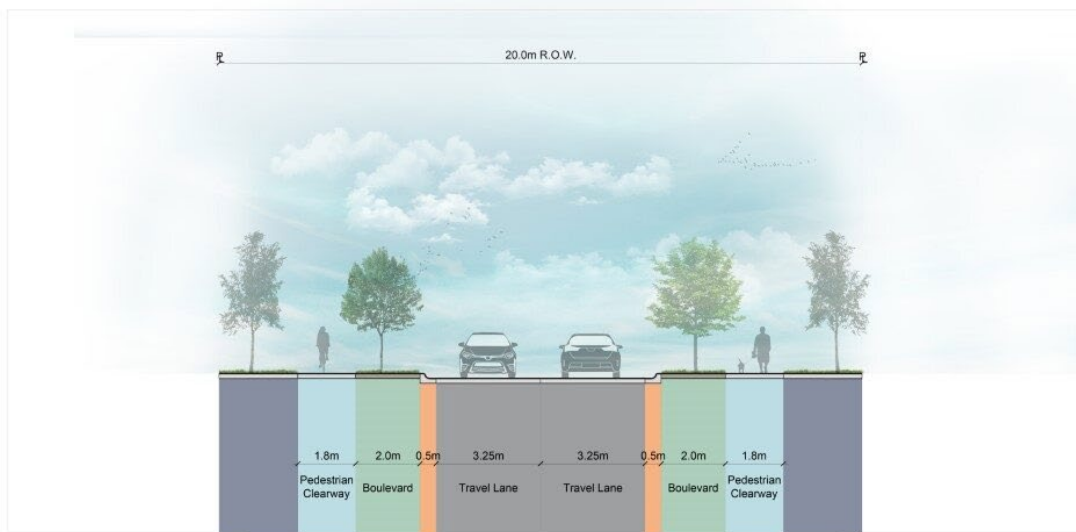 20.0m R.O.W.
1.8m 2.0m 0.5m 3.25m 3.25m 0.5m 2.0m 1.8m
Pedestrian
Clearway
Boulevard
Travel Lane
Travel Lane
Boulevard
Pedestrian
Clearway